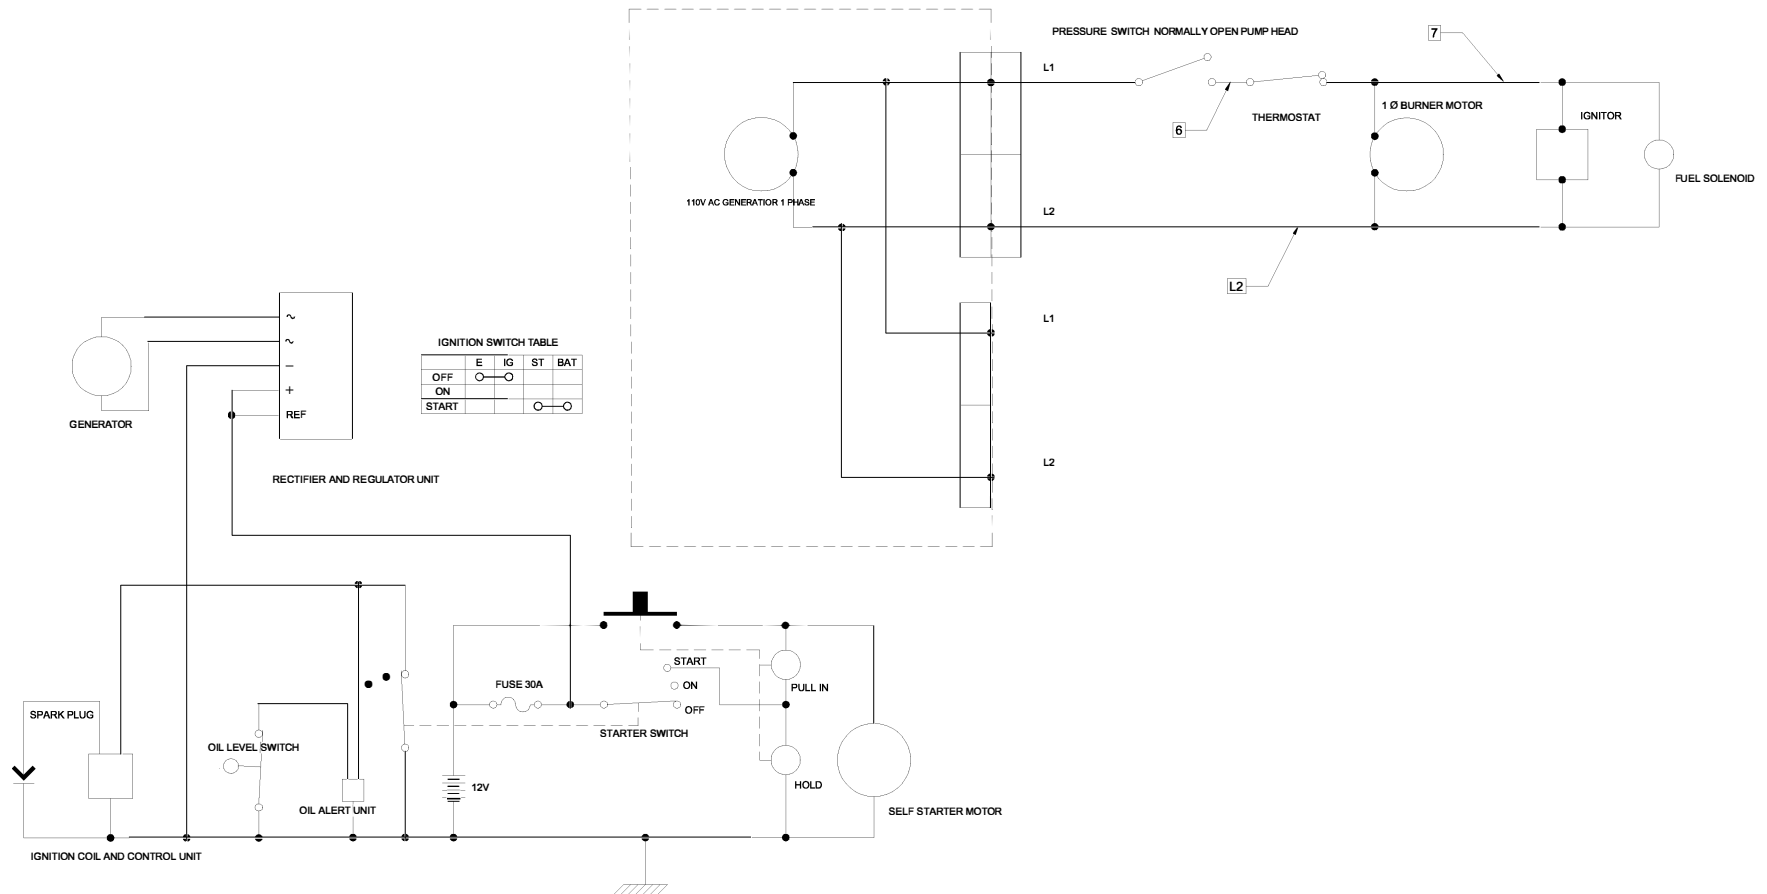 PRESSURE SWITCH NORMALLY OPEN PUMP HEAD
7
L1
6
THERMOSTAT
1 Ø BURNER MOTOR
IGNITOR
FUEL SOLENOID
110V AC GENERATIOR 1 PHASE
L2
L2
L1
L2
~
~
−
+
REF
GENERATOR
RECTIFIER AND REGULATOR UNIT
IGNITION SWITCH TABLE
E IG ST BAT
OFF
ON
START
START
ON
OFF
FUSE 30A
STARTER SWITCH
PULL IN
HOLD
SELF STARTER MOTOR
SPARK PLUG
OIL LEVEL SWITCH
OIL ALERT UNIT
12V
IGNITION COIL AND CONTROL UNIT